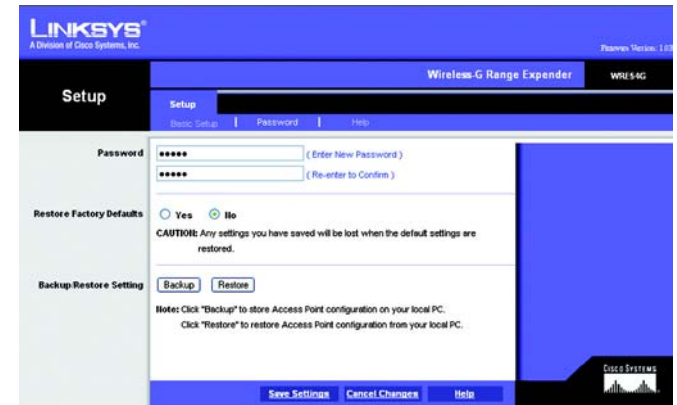 LINKSYS®
A Division of Cisco Systems, Inc.
Firmware Version: 1.03
Wireless-G Range Expender
WRE54G
Setup
Setup
Basic Setup | Password | Help
Password
••••• ( Enter New Password )
••••• ( Re-enter to Confirm )
Restore Factory Defaults
Yes No
CAUTION: Any settings you have saved will be lost when the default settings are
restored.
Backup/Restore Setting
Backup Restore
Note: Click "Backup" to store Access Point configuration on your local PC.
Click "Restore" to restore Access Point configuration from your local PC.
Save Settings Cancel Changes Help
CISCO SYSTEMS